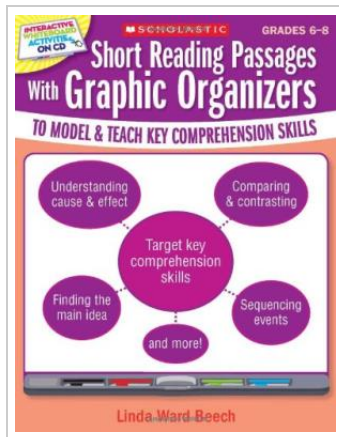 INTERACTIVE
WHITEBOARD
ACTIVITIES
ON CD
SCHOLASTIC
GRADES 6–8
Short Reading Passages
With Graphic Organizers
TO MODEL & TEACH KEY COMPREHENSION SKILLS
Understanding
cause & effect
Comparing
& contrasting
Target key
comprehension
skills
Finding the
main idea
Sequencing
events
and more!
Linda Ward Beech